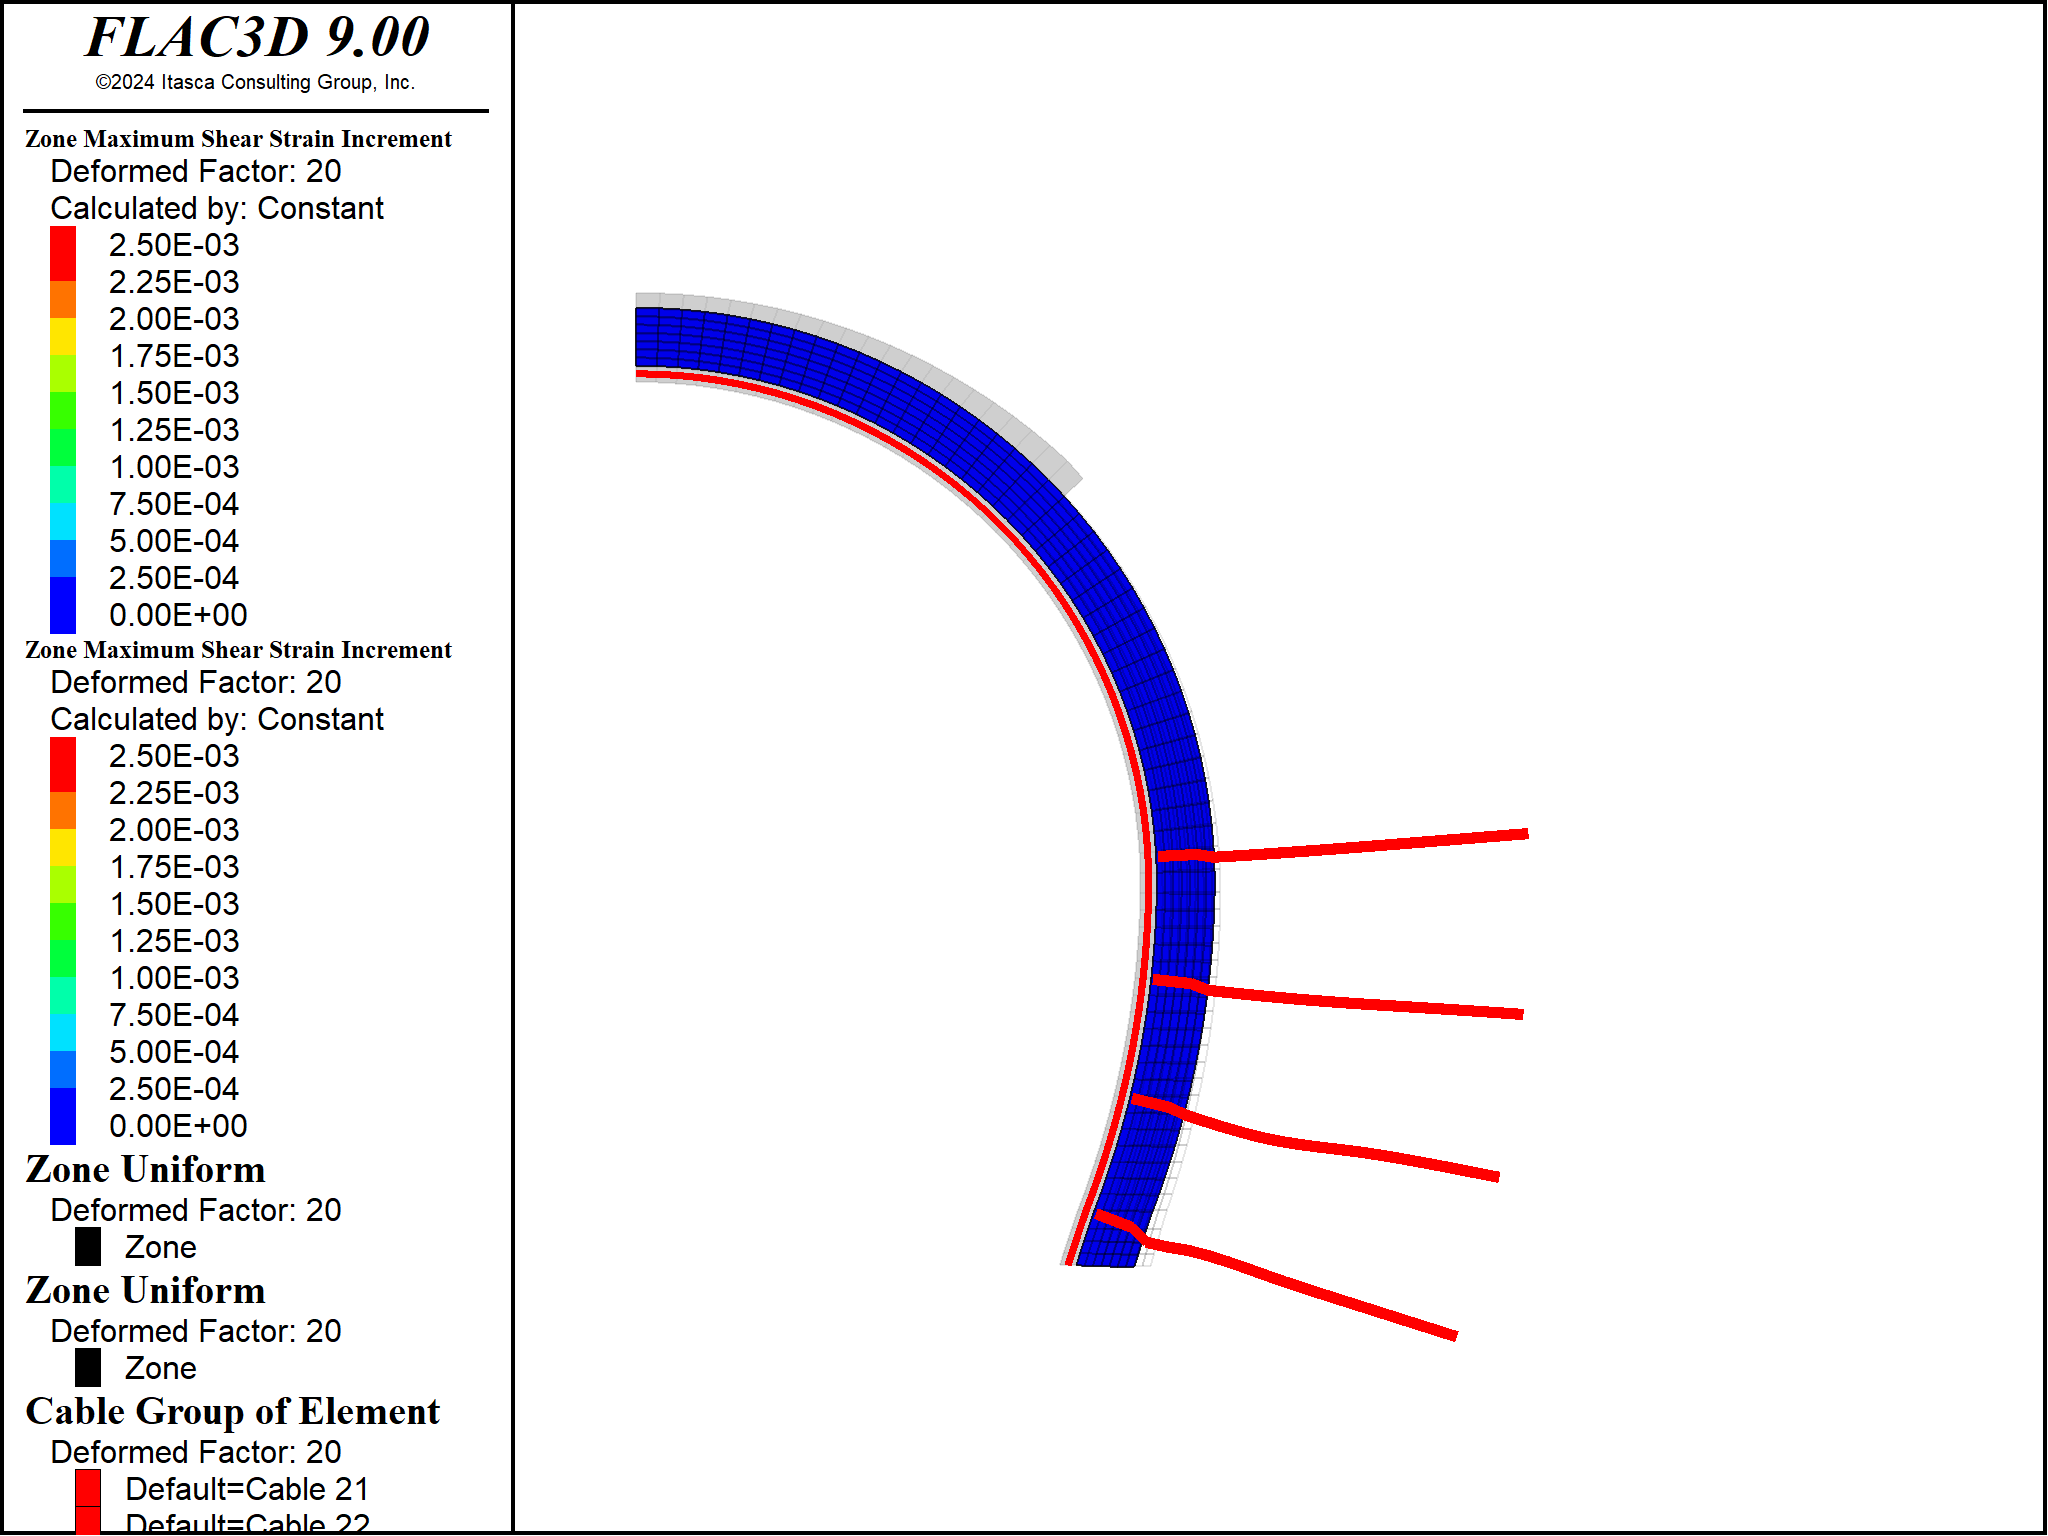 FLAC3D 9.00
©2024 Itasca Consulting Group, Inc.
Zone Maximum Shear Strain Increment
Deformed Factor: 20
Calculated by: Constant
2.50E-03
2.25E-03
2.00E-03
1.75E-03
1.50E-03
1.25E-03
1.00E-03
7.50E-04
5.00E-04
2.50E-04
0.00E+00
Zone Maximum Shear Strain Increment
Deformed Factor: 20
Calculated by: Constant
2.50E-03
2.25E-03
2.00E-03
1.75E-03
1.50E-03
1.25E-03
1.00E-03
7.50E-04
5.00E-04
2.50E-04
0.00E+00
Zone Uniform
Deformed Factor: 20
Zone
Zone Uniform
Deformed Factor: 20
Zone
Cable Group of Element
Deformed Factor: 20
Default=Cable 21
Default=Cable 22